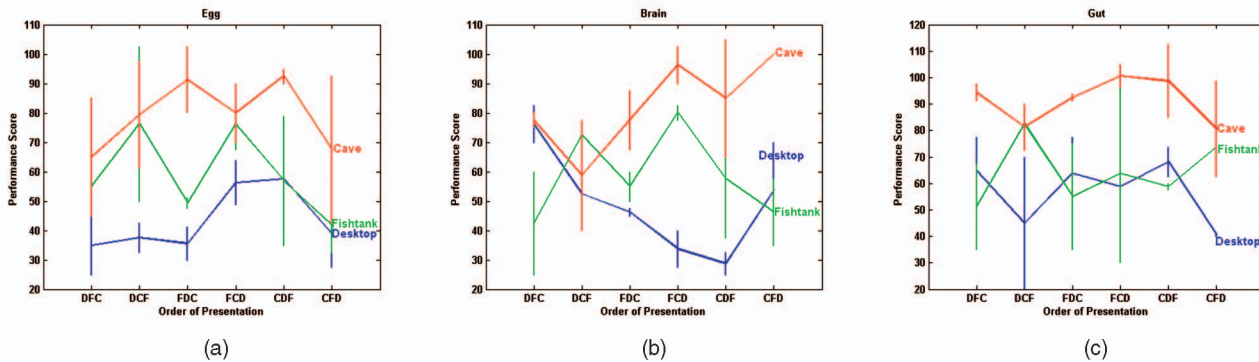 Egg
110
100
90
80
70
60
50
40
30
20
Performance Score
DFC DCF FDC FCD CDF CFD
Order of Presentation
Cave
Fishtank
Desktop
(a)
Brain
110
100
90
80
70
60
50
40
30
20
Performance Score
DFC DCF FDC FCD CDF CFD
Order of Presentation
Cave
Desktop
Fishtank
(b)
Gut
120
110
100
90
80
70
60
50
40
30
20
Performance Score
DFC DCF FDC FCD CDF CFD
Order of Presentation
Cave
Fishtank
Desktop
(c)